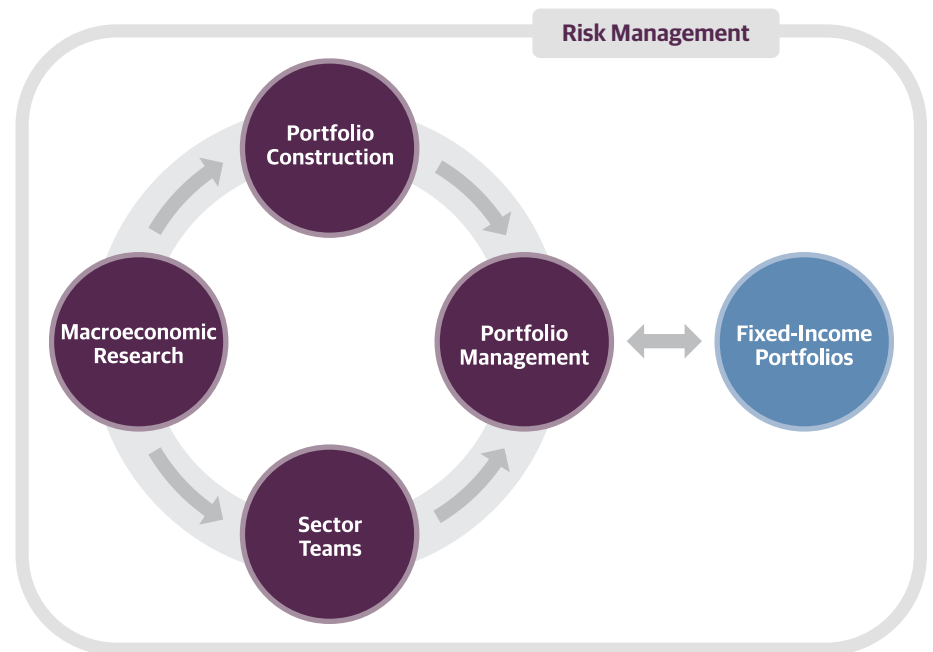 Risk Management
Portfolio
Construction
Macroeconomic
Research
Portfolio
Management
Fixed-Income
Portfolios
Sector
Teams